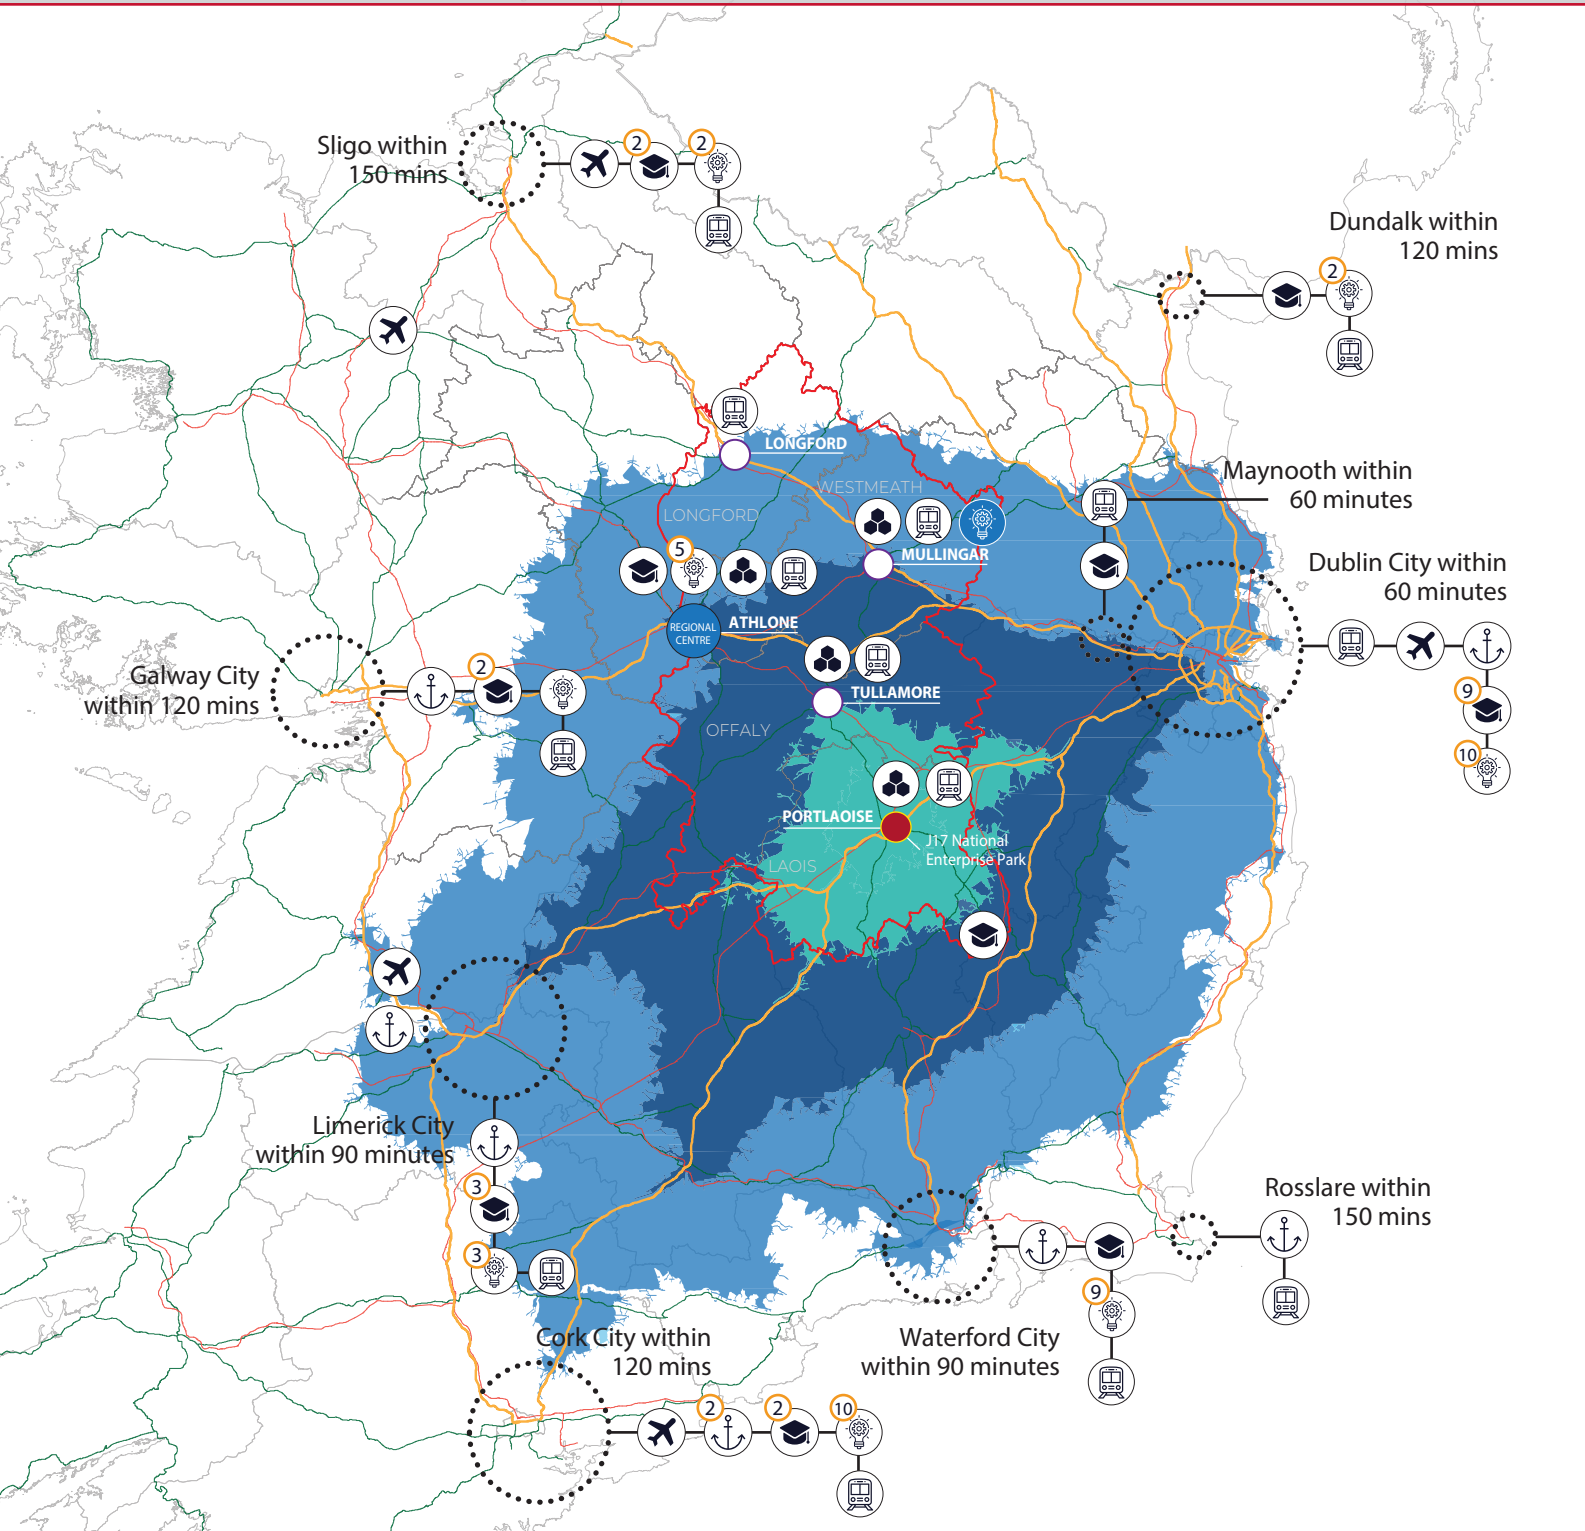 Sligo within
150 mins
2
2
Dundalk within
120 mins
2
LONGFORD
Maynooth within
60 minutes
WESTMEATH
LONGFORD
MULLINGAR
5
Dublin City within
60 minutes
REGIONAL
CENTRE
ATHLONE
Galway City
within 120 mins
2
TULLAMORE
9
OFFALY
10
PORTLAOISE
J17 National
Enterprise Park
LAOIS
Limerick City
within 90 minutes
3
3
Rosslare within
150 mins
9
Cork City within
120 mins
Waterford City
within 90 minutes
2
2
10